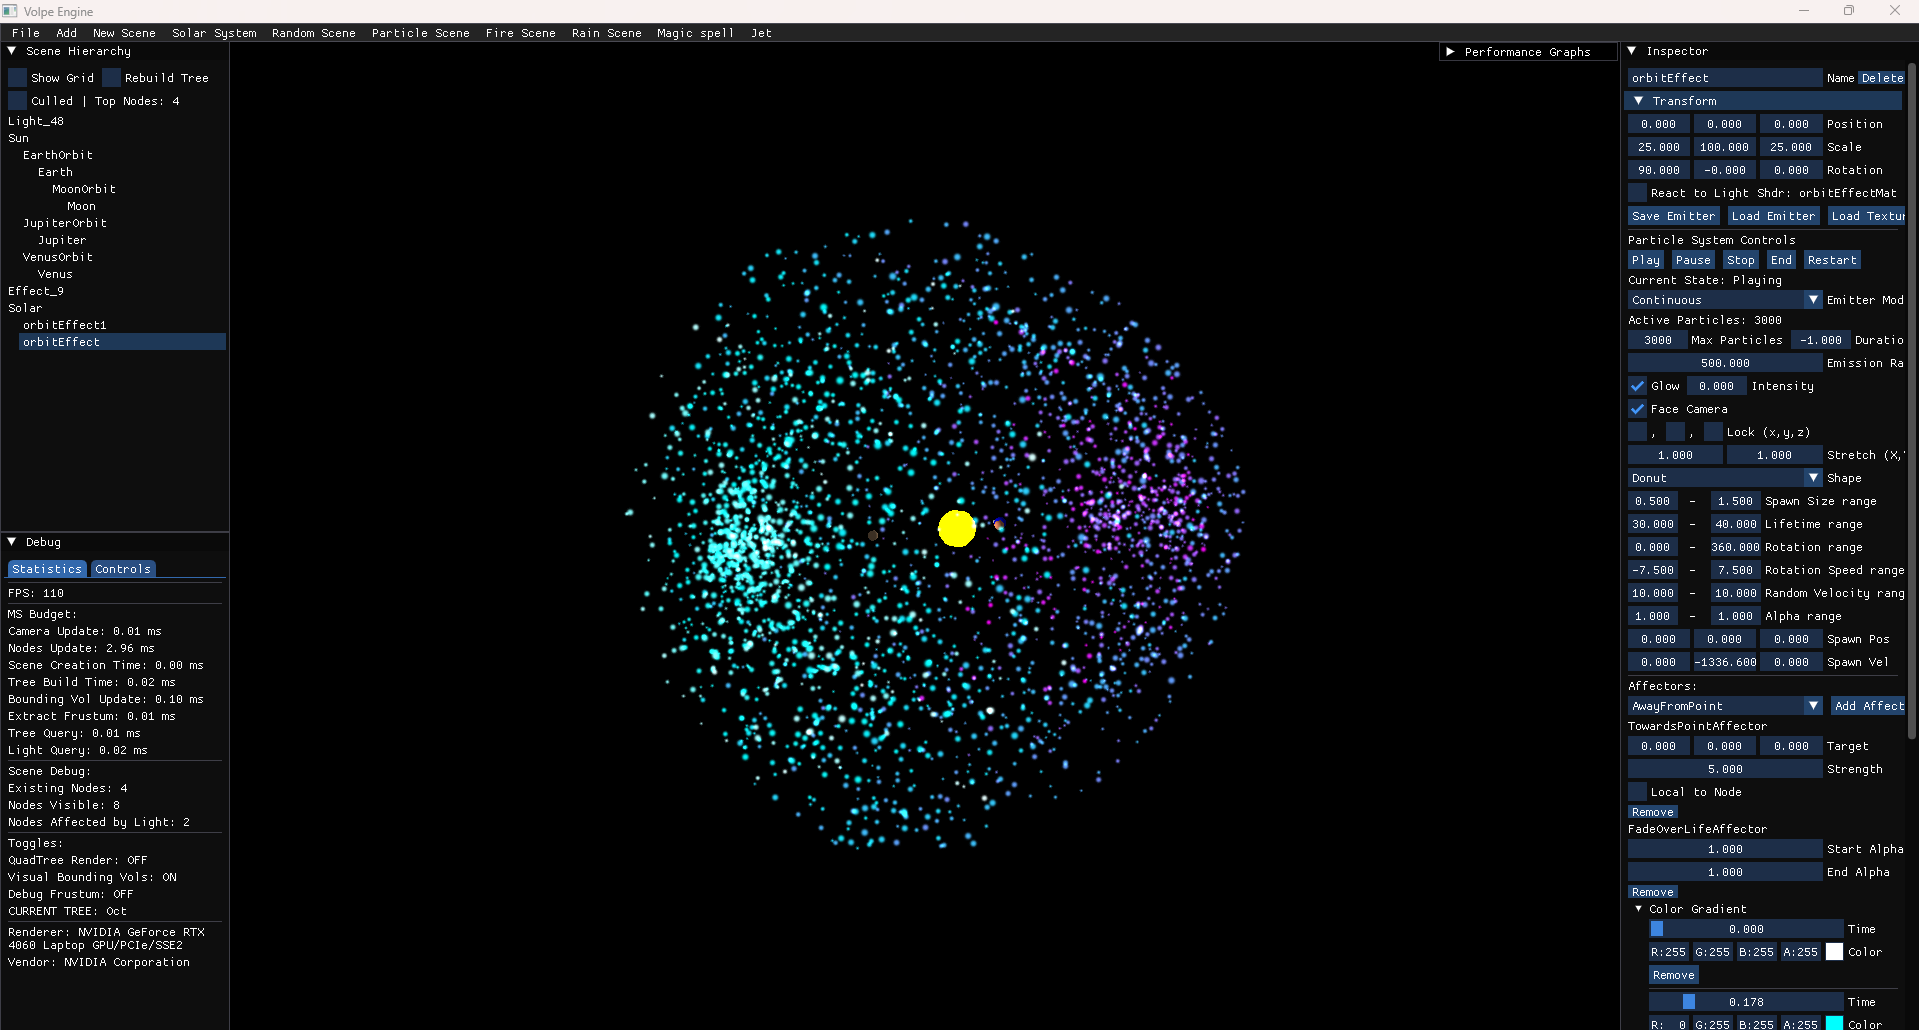 Volpe Engine
File Add New Scene Solar System Random Scene Particle Scene Fire Scene Rain Scene Magic spell Jet
Scene Hierarchy
Show Grid Rebuild Tree
Culled | Top Nodes: 4
Light_48
Sun
EarthOrbit
Earth
MoonOrbit
Moon
JupiterOrbit
Jupiter
VenusOrbit
Venus
Effect_9
Solar
orbitEffect1
orbitEffect
Debug
Statistics Controls
FPS: 110
MS Budget:
Camera Update: 0.01 ms
Nodes Update: 2.96 ms
Scene Creation Time: 0.00 ms
Tree Build Time: 0.02 ms
Bounding Vol Update: 0.10 ms
Extract Frustum: 0.01 ms
Tree Query: 0.01 ms
Light Query: 0.02 ms
Scene Debug:
Existing Nodes: 4
Nodes Visible: 8
Nodes Affected by Light: 2
Toggles:
QuadTree Render: OFF
Visual Bounding Vols: ON
Debug Frustum: OFF
CURRENT TREE: Oct
Renderer: NVIDIA GeForce RTX
4060 Laptop GPU/PCIe/SSE2
Vendor: NVIDIA Corporation
Performance Graphs
Inspector
orbitEffect Name Delete
Transform
0.000 0.000 0.000 Position
25.000 100.000 25.000 Scale
90.000 -0.000 0.000 Rotation
React to Light Shdr: orbitEffectMat
Save Emitter Load Emitter Load Textur
Particle System Controls
Play Pause Stop End Restart
Current State: Playing
Continuous Emitter Mod
Active Particles: 3000
3000 Max Particles -1.000 Duratio
500.000 Emission Ra
Glow 0.000 Intensity
Face Camera
, , Lock (x,y,z)
1.000 1.000 Stretch (X,
Donut Shape
0.500 - 1.500 Spawn Size range
30.000 - 40.000 Lifetime range
0.000 - 360.000 Rotation range
-7.500 - 7.500 Rotation Speed range
10.000 - 10.000 Random Velocity rang
1.000 - 1.000 Alpha range
0.000 0.000 0.000 Spawn Pos
0.000 -1336.600 0.000 Spawn Vel
Affectors:
AwayFromPoint Add Affect
TowardsPointAffector
0.000 0.000 0.000 Target
5.000 Strength
Local to Node
Remove
FadeOverLifeAffector
1.000 Start Alpha
1.000 End Alpha
Remove
Color Gradient
0.000 Time
R:255 G:255 B:255 A:255 Color
Remove
0.178 Time
R: 0 G:255 B:255 A:255 Color